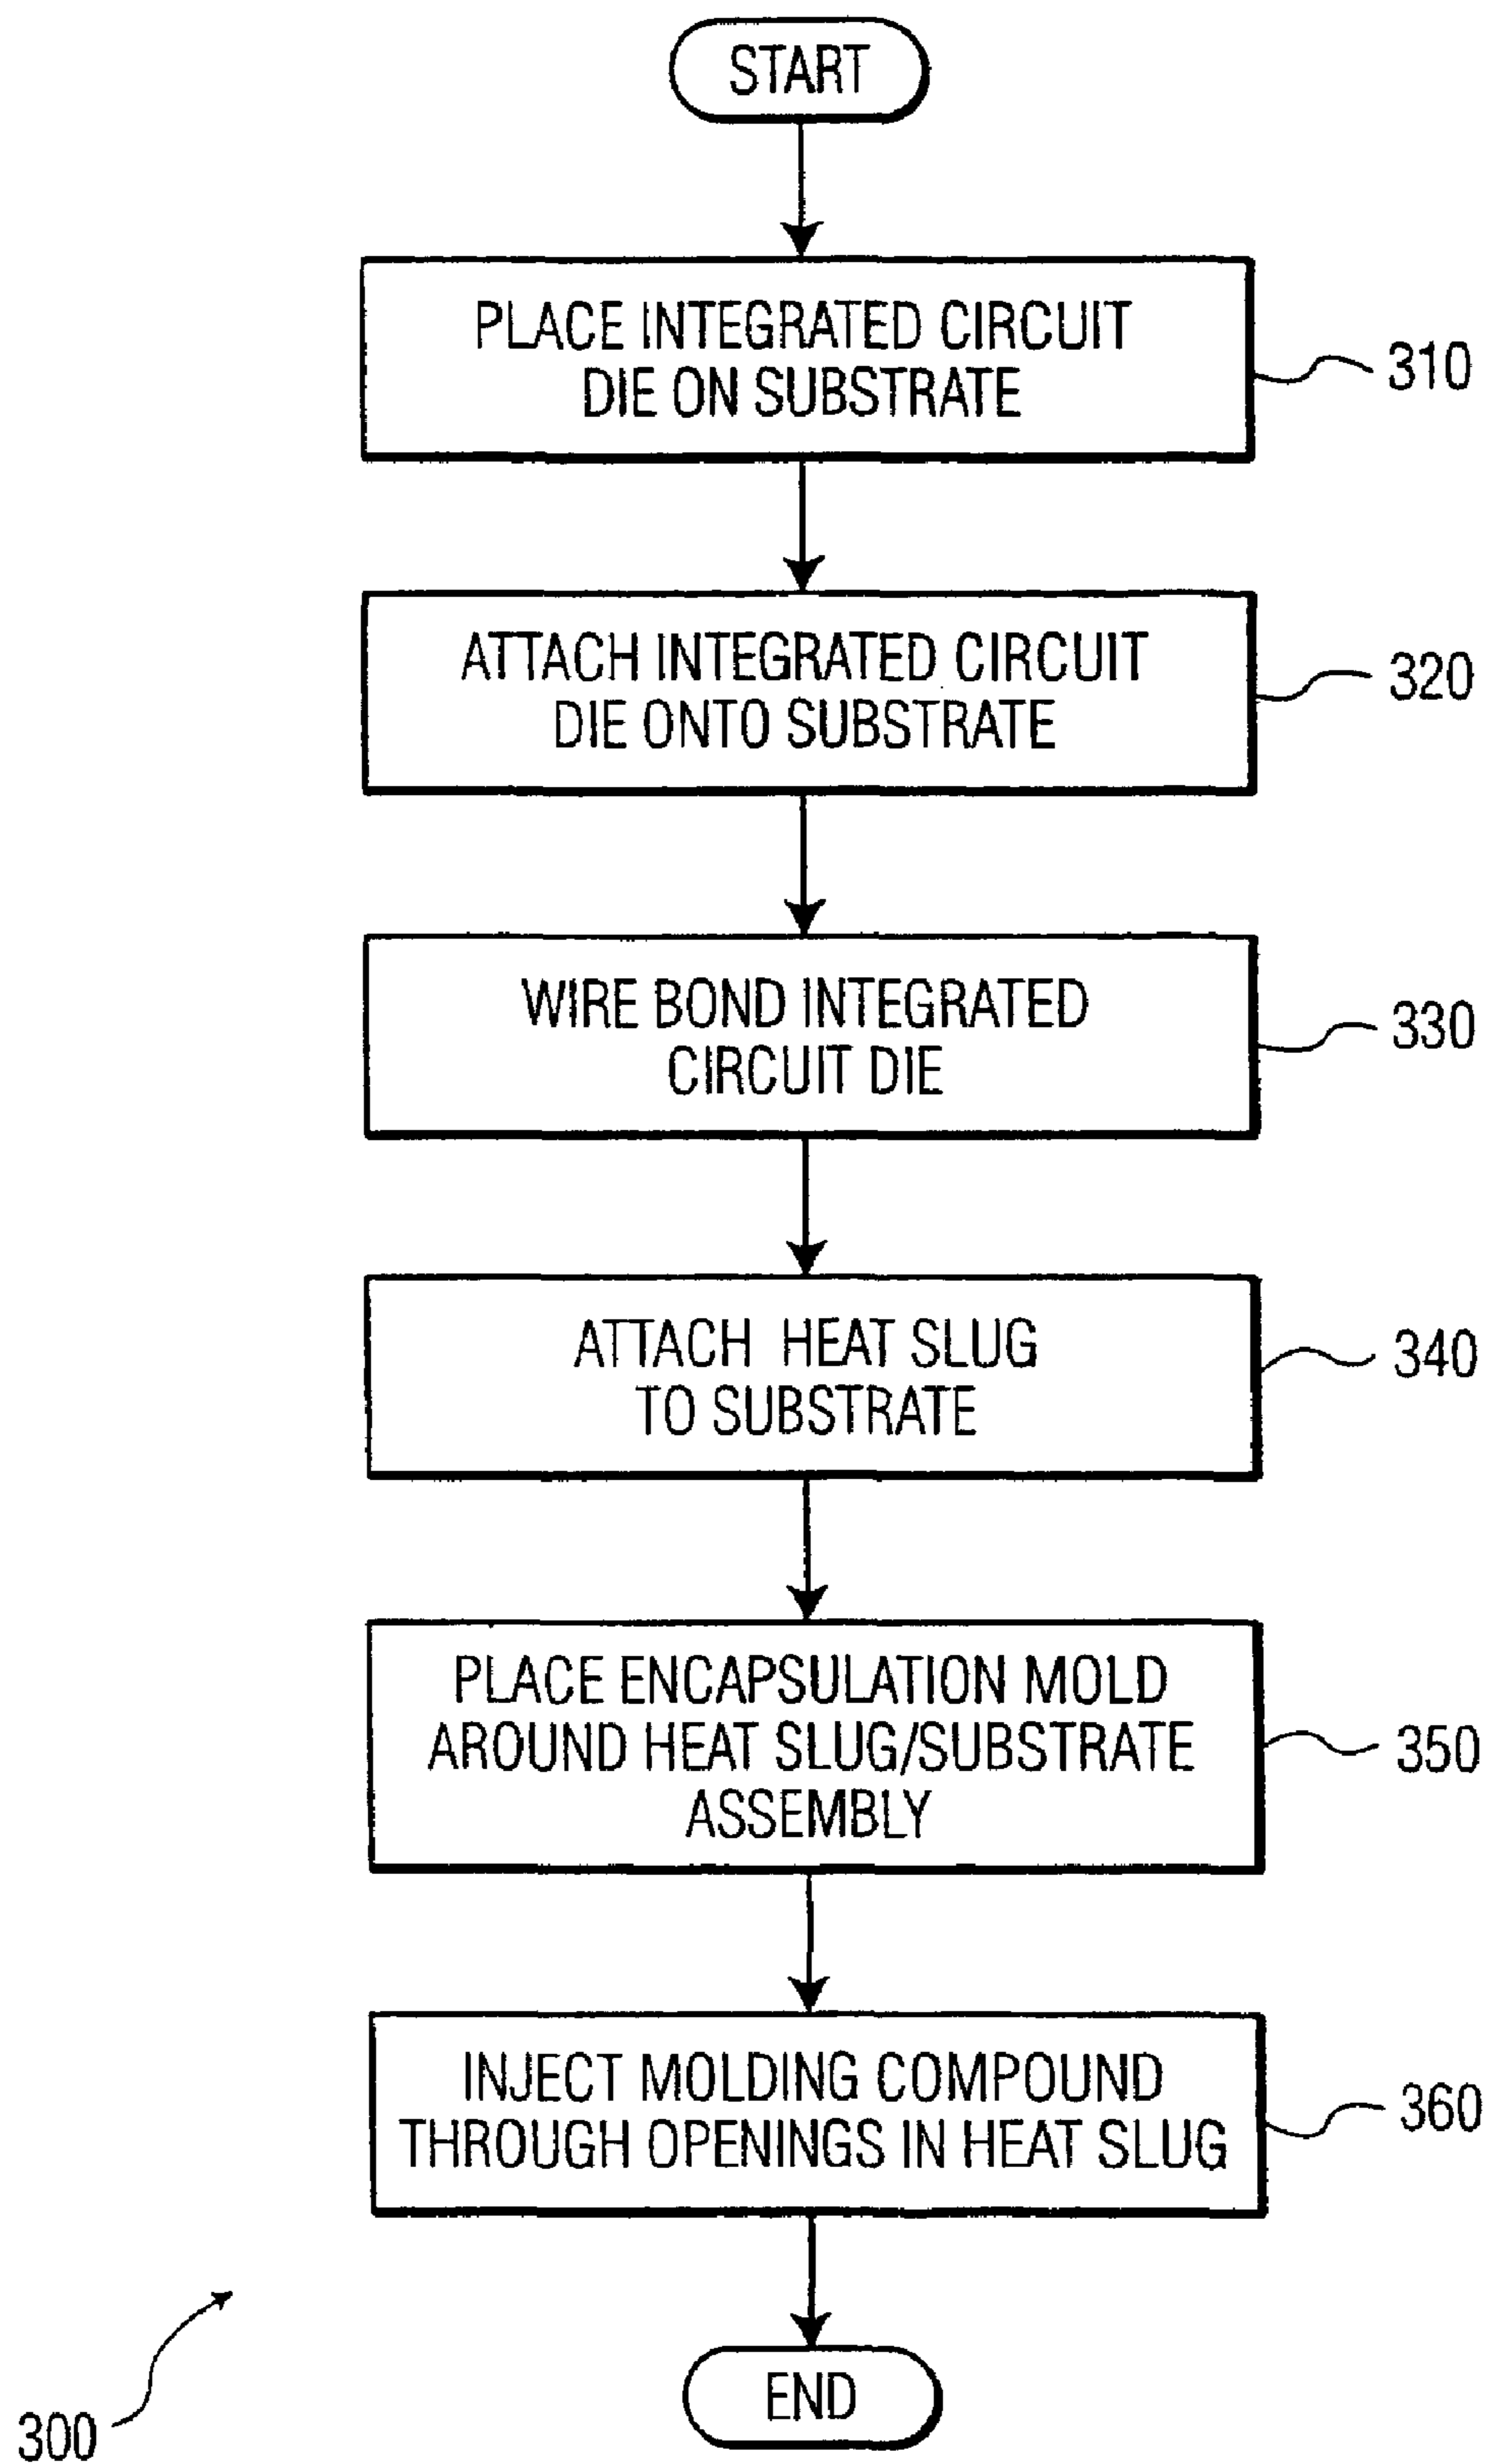 START
PLACE INTEGRATED CIRCUIT
DIE ON SUBSTRATE
310
ATTACH INTEGRATED CIRCUIT
DIE ONTO SUBSTRATE
320
WIRE BOND INTEGRATED
CIRCUIT DIE
330
ATTACH HEAT SLUG
TO SUBSTRATE
340
PLACE ENCAPSULATION MOLD
AROUND HEAT SLUG/SUBSTRATE
ASSEMBLY
350
INJECT MOLDING COMPOUND
THROUGH OPENINGS IN HEAT SLUG
360
END
300